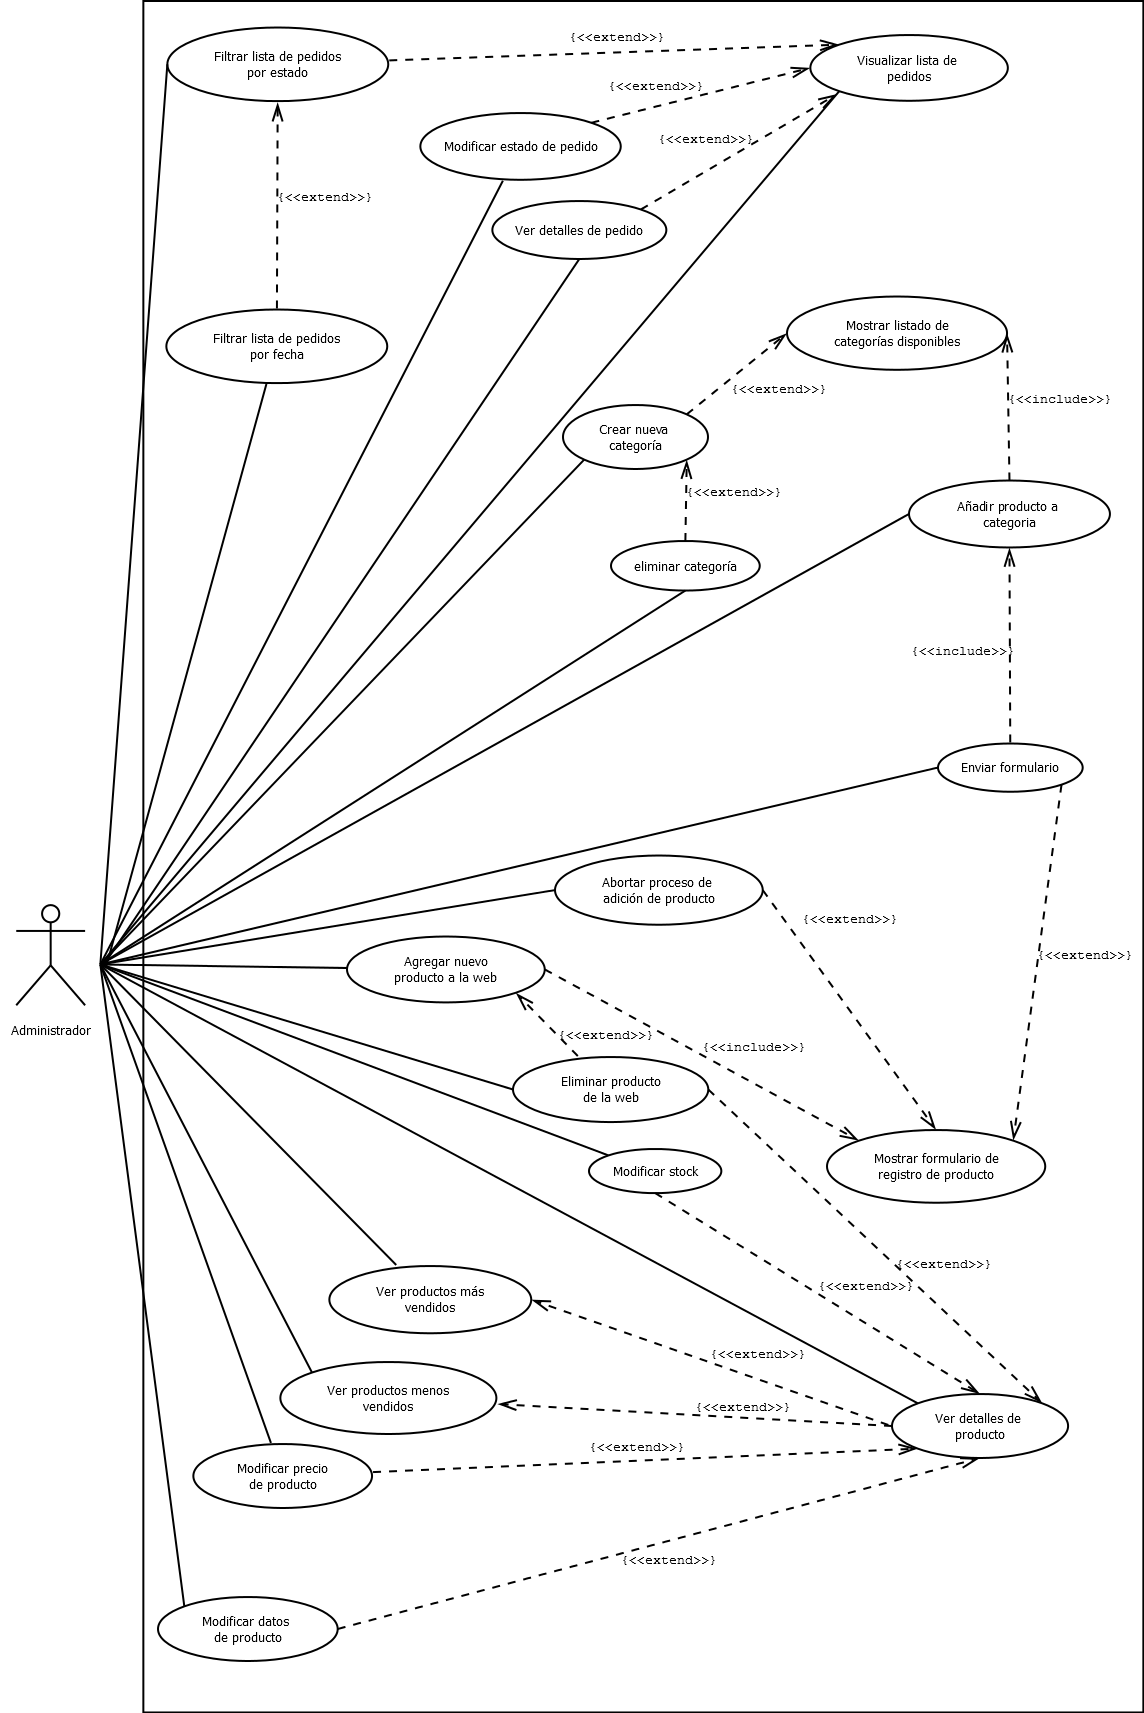 {<<extend>>}
Filtrar lista de pedidos
por estado
Visualizar lista de
pedidos
{<<extend>>}
Modificar estado de pedido
{<<extend>>}
{<<extend>>}
Ver detalles de pedido
Filtrar lista de pedidos
por fecha
Mostrar listado de
categorías disponibles
{<<extend>>}
{<<include>>}
Crear nueva
categoría
{<<extend>>}
Añadir producto a
categoria
eliminar categoría
{<<include>>}
Enviar formulario
Abortar proceso de
adición de producto
{<<extend>>}
{<<extend>>}
Agregar nuevo
producto a la web
Administrador
{<<extend>>}
{<<include>>}
Eliminar producto
de la web
Mostrar formulario de
registro de producto
Modificar stock
{<<extend>>}
{<<extend>>}
Ver productos más
vendidos
{<<extend>>}
Ver productos menos
vendidos
{<<extend>>}
Ver detalles de
producto
{<<extend>>}
Modificar precio
de producto
{<<extend>>}
Modificar datos
de producto